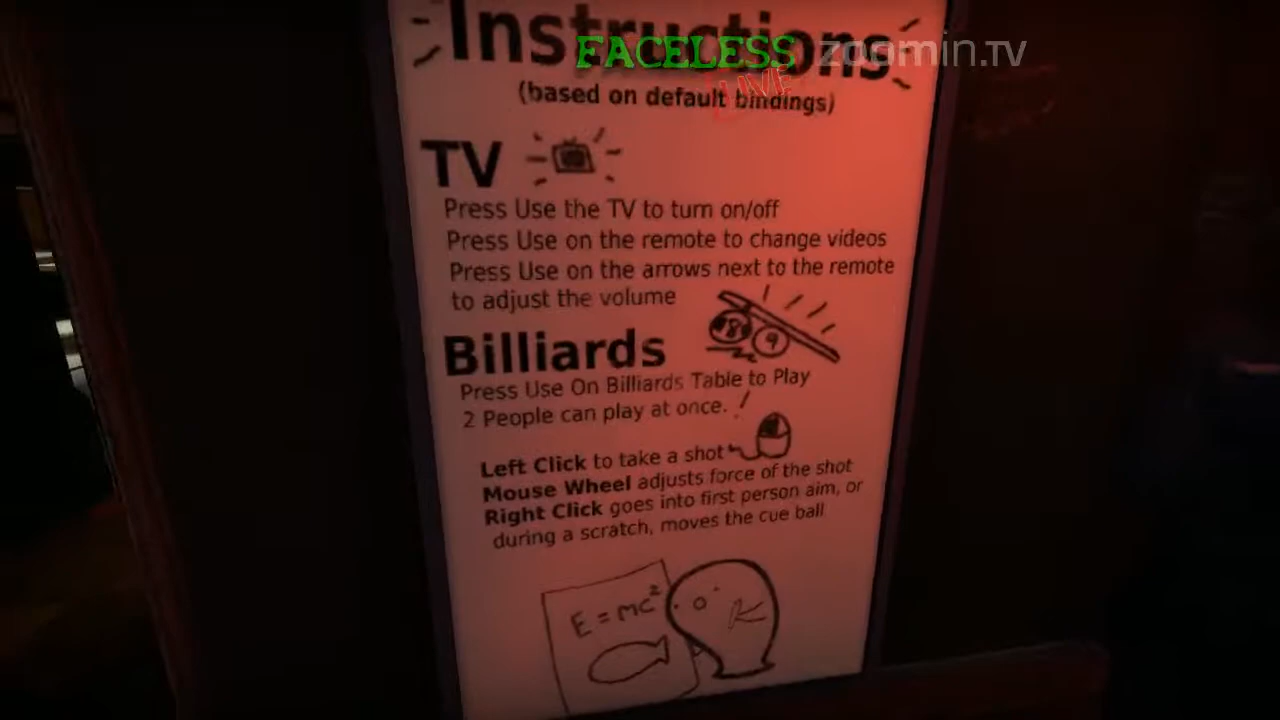 Instructions
FACELESS
zoomin.tv
LIVE
(based on default bindings)
TV
Press Use the TV to turn on/off
Press Use on the remote to change videos
Press Use on the arrows next to the remote
to adjust the volume
Billiards
8
9
Press Use On Billiards Table to Play
2 People can play at once. !
Left Click to take a shot
Mouse Wheel adjusts force of the shot
Right Click goes into first person aim, or
during a scratch, moves the cue ball
E = mc²